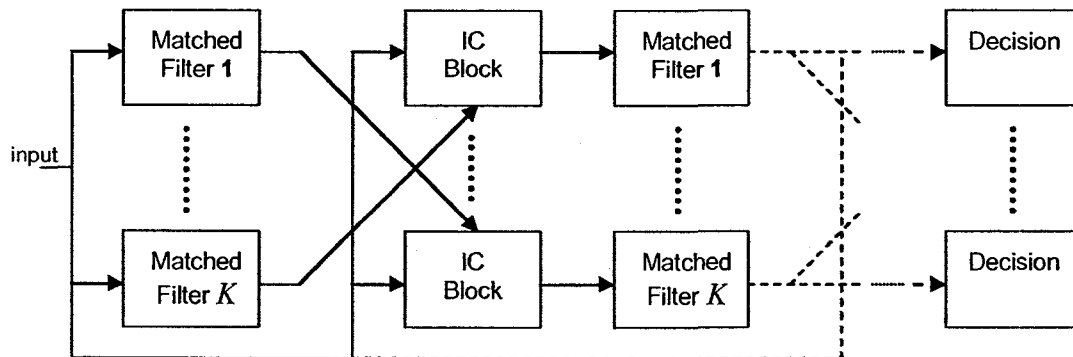 Matched
Filter 1
IC
Block
Matched
Filter 1
Decision
input
Matched
Filter K
IC
Block
Matched
Filter K
Decision